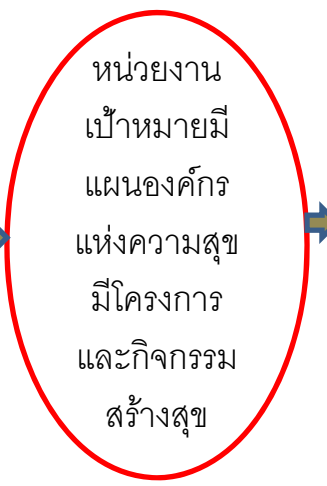 หน่วยงาน
เป้าหมายมี
แผนองค์กร
แห่งความสุข
มีโครงการ
และกิจกรรม
สร้างสุข